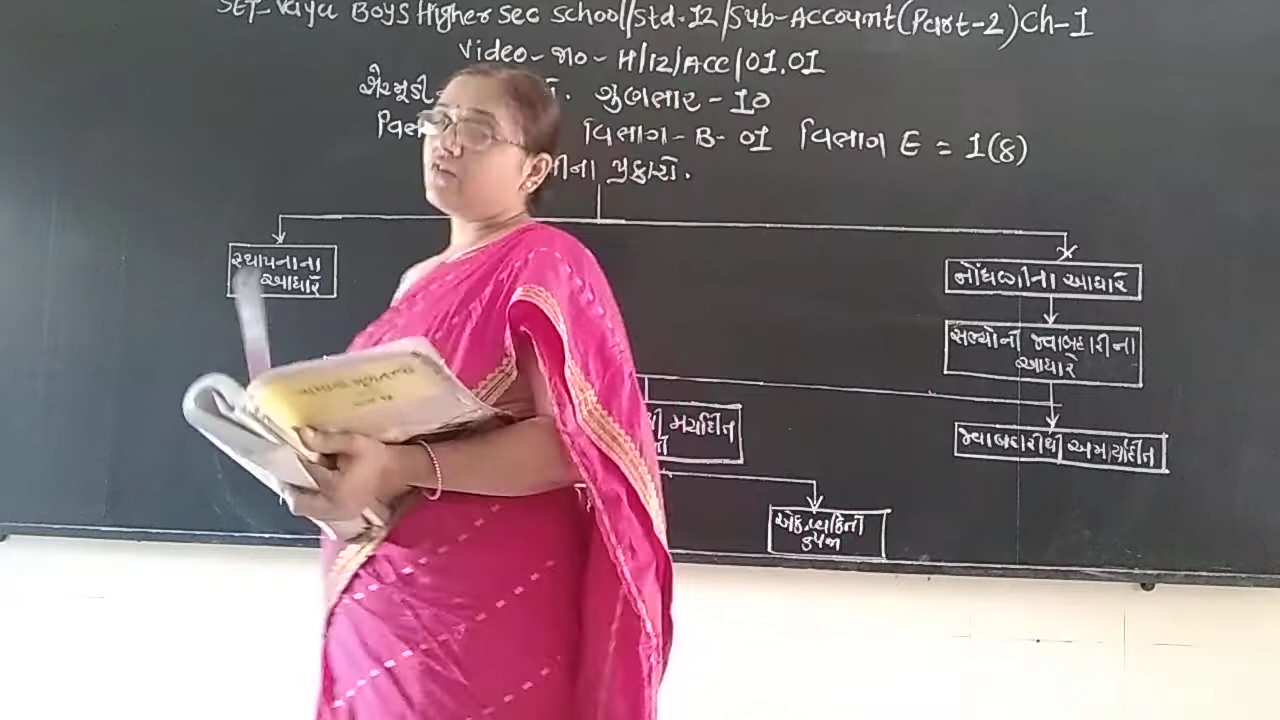 SET-Vayu Boys Higher Sec School/Std-12/Sub-Account(Part-2)Ch-1
Video-no-H/12/ACC/01.01
ગુણભાર-10
વિભાગ-B-01 વિભાગ E = 1(8)
પ્રકારો.
સ્થાપનાના
આધારે
નોંધણીના આધારે
સભ્યોની જવાબદારીના
આધારે
મર્યાદિત
જવાબદારીથી અમર્યાદિત
એક વ્યક્તિની
કંપની